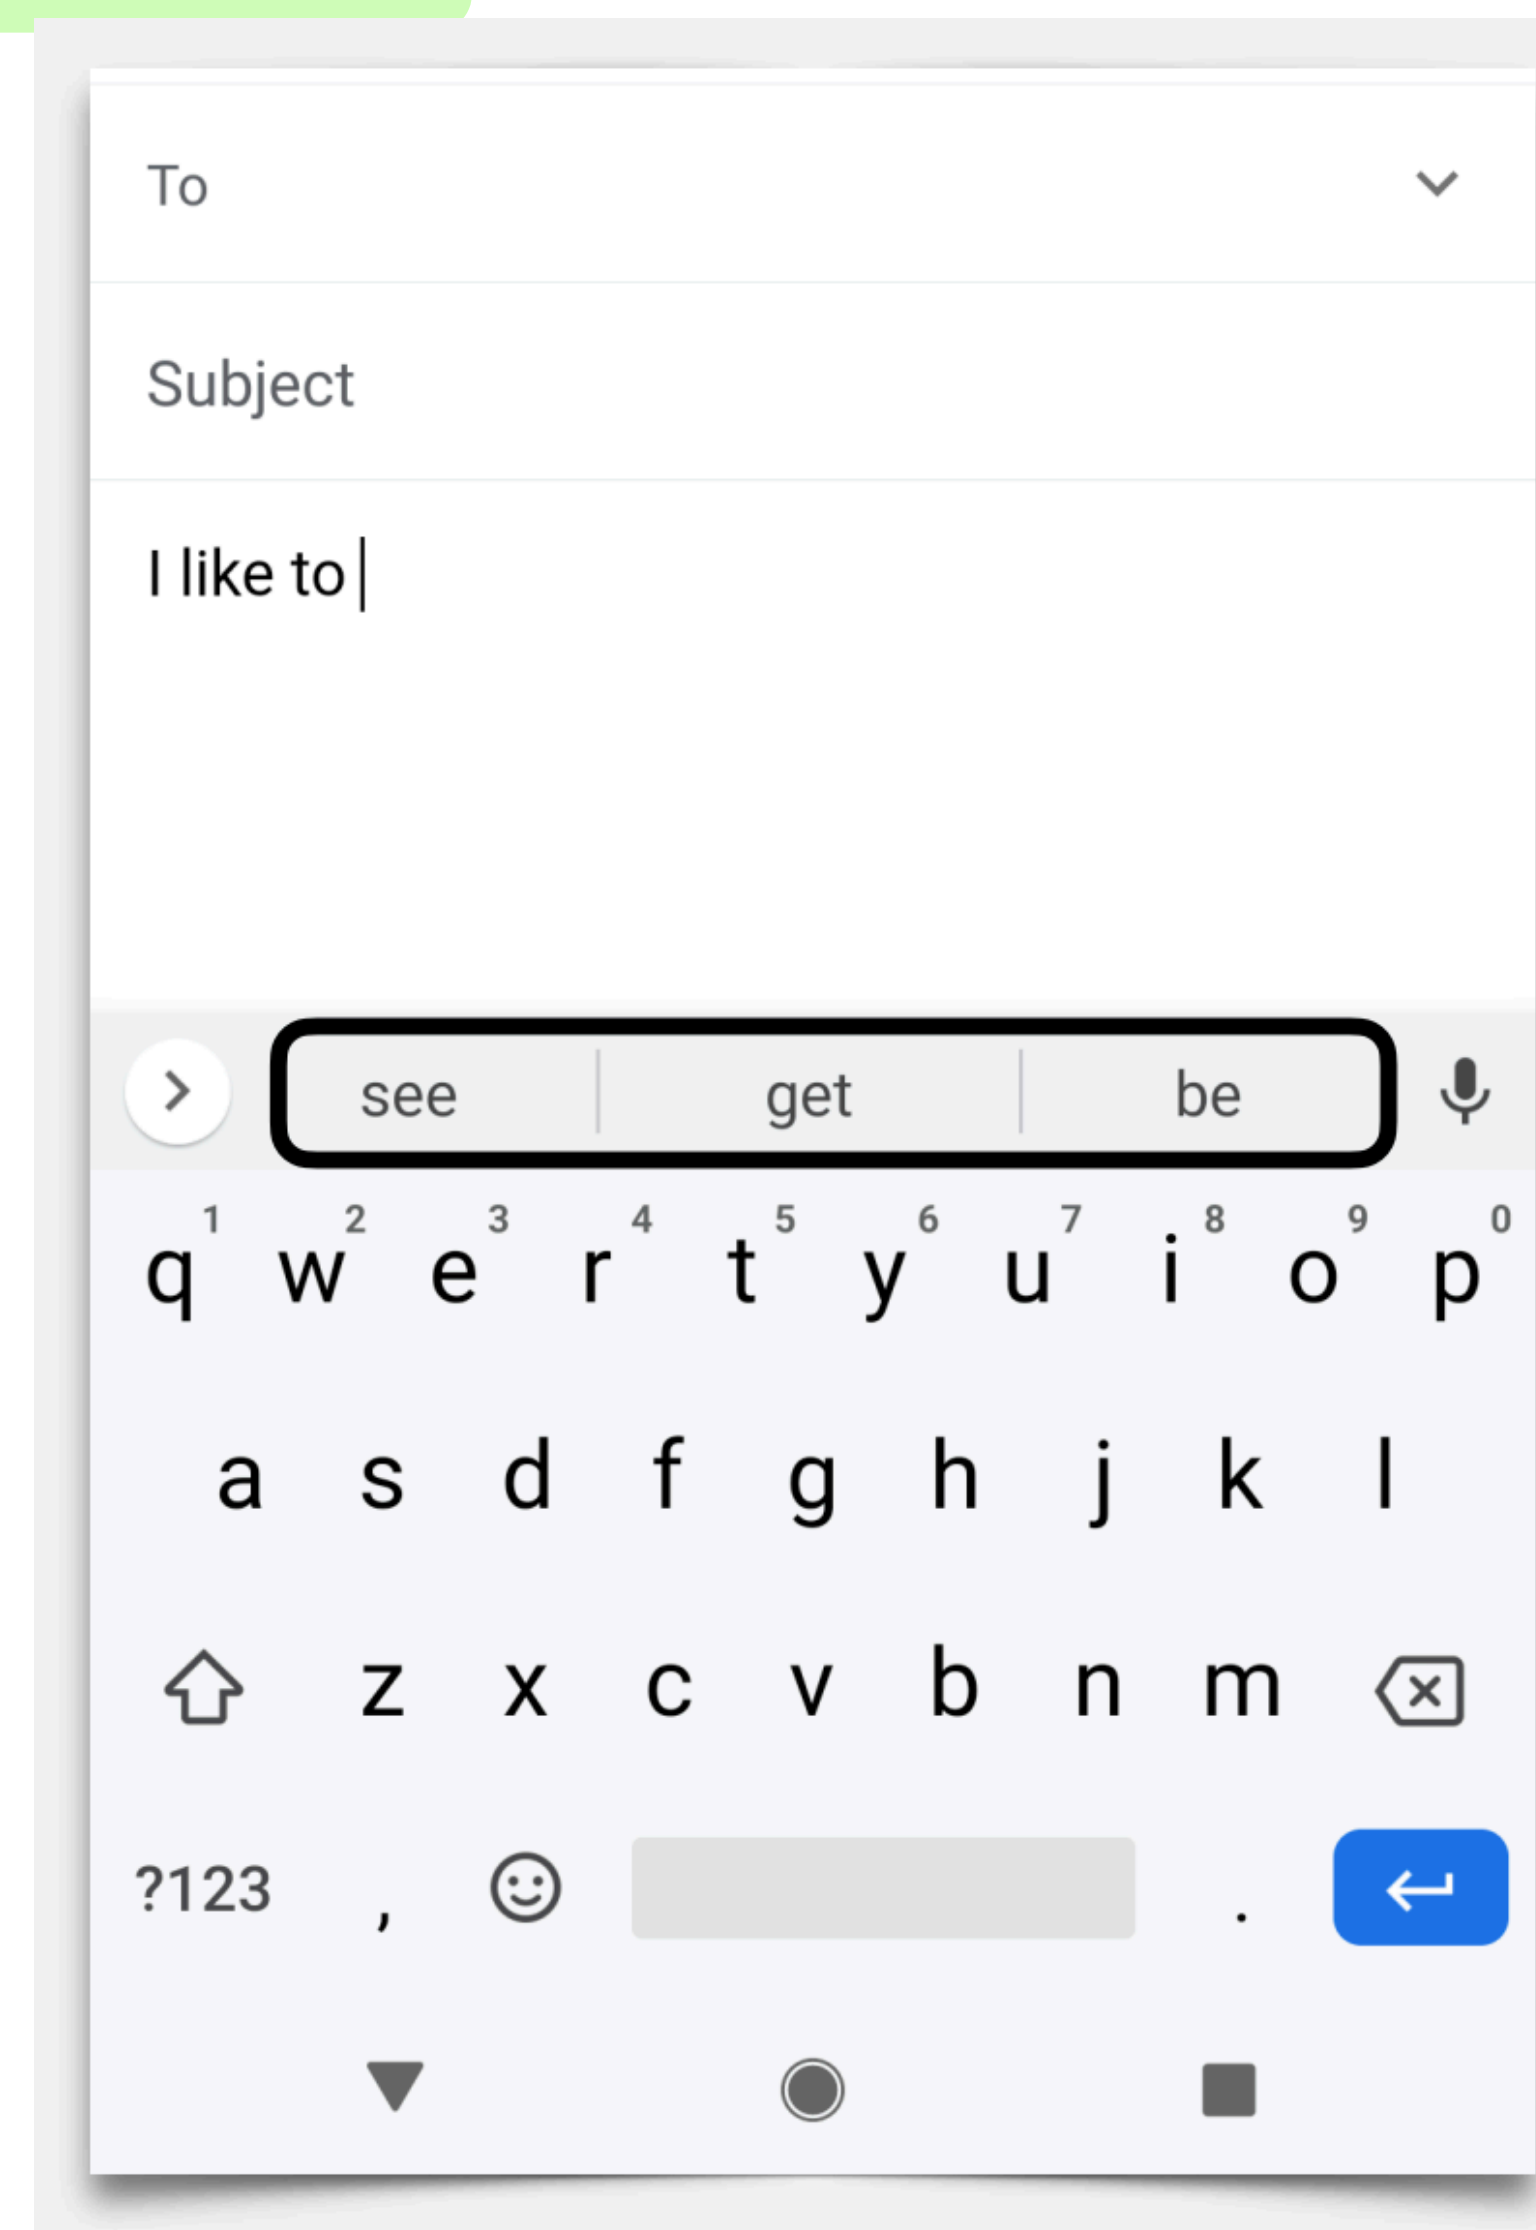 To
Subject
I like to
see get be
1 2 3 4 5 6 7 8 9 0
q w e r t y u i o p
a s d f g h j k l
z x c v b n m
?123 , .